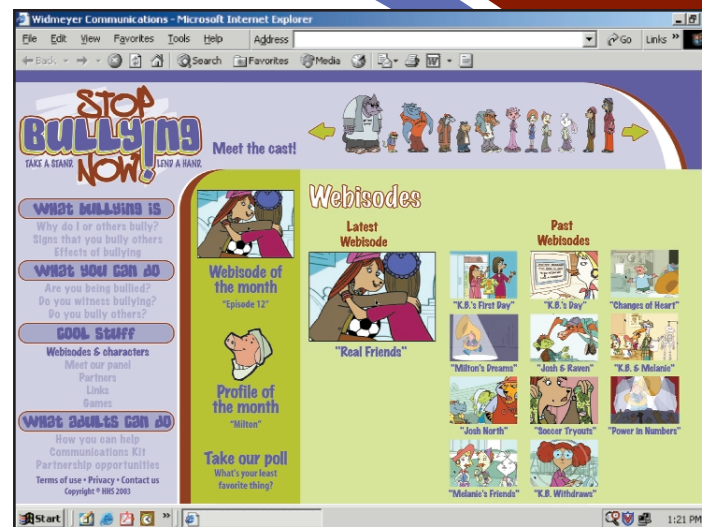 Widmeyer Communications - Microsoft Internet Explorer
File Edit View Favorites Tools Help Address Go Links »
Back Search Favorites Media
STOP
BULLYING
NOW!
TAKE A STAND. LEND A HAND.
Meet the cast!
What bullying is
Why do I or others bully?
Signs that you bully others
Effects of bullying
What you can do
Are you being bullied?
Do you witness bullying?
Do you bully others?
Cool Stuff
Webisodes & characters
Meet our panel
Partners
Links
Games
What adults can do
How you can help
Communications Kit
Partnership opportunities
Terms of use • Privacy • Contact us
Copyright © HHS 2003
Webisode of
the month
"Episode 12"
Profile of
the month
"Milton"
Take our poll
What's your least
favorite thing?
Webisodes
Latest
Webisode
"Real Friends"
Past
Webisodes
"K.B.'s First Day" "K.B.'s Day" "Changes of Heart"
"Milton's Dreams" "Josh & Raven" "K.B. & Melanie"
"Josh North" "Soccer Tryouts" "Power in Numbers"
"Melanie's Friends" "K.B. Withdraws"
Start » 1:21 PM